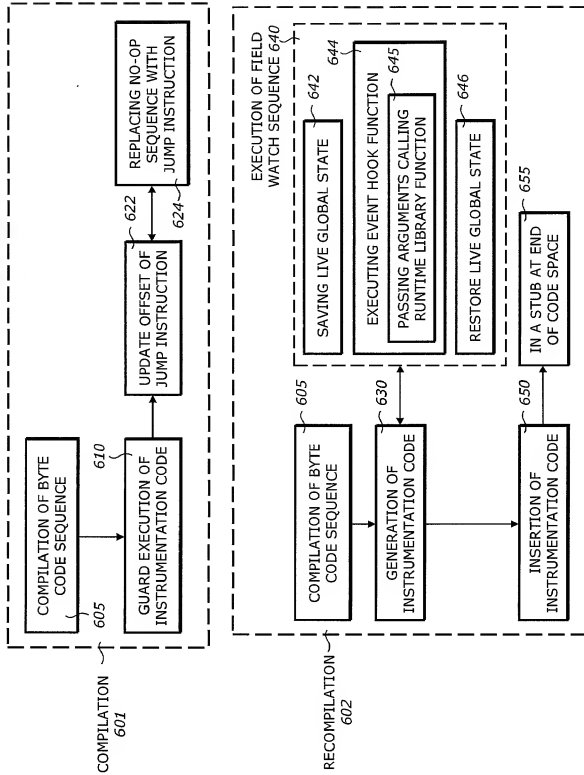 COMPILATION
601
COMPILATION OF BYTE
CODE SEQUENCE
605
GUARD EXECUTION OF
INSTRUMENTATION CODE
610
UPDATE OFFSET OF
JUMP INSTRUCTION
622
REPLACING NO-OP
SEQUENCE WITH
JUMP INSTRUCTION
624
RECOMPILATION
602
COMPILATION OF BYTE
CODE SEQUENCE
605
GENERATION OF
INSTRUMENTATION CODE
630
EXECUTION OF FIELD
WATCH SEQUENCE 640
SAVING LIVE GLOBAL STATE
642
EXECUTING EVENT HOOK FUNCTION
644
PASSING ARGUMENTS CALLING
RUNTIME LIBRARY FUNCTION
645
RESTORE LIVE GLOBAL STATE
646
INSERTION OF
INSTRUMENTATION CODE
650
IN A STUB AT END
OF CODE SPACE
655